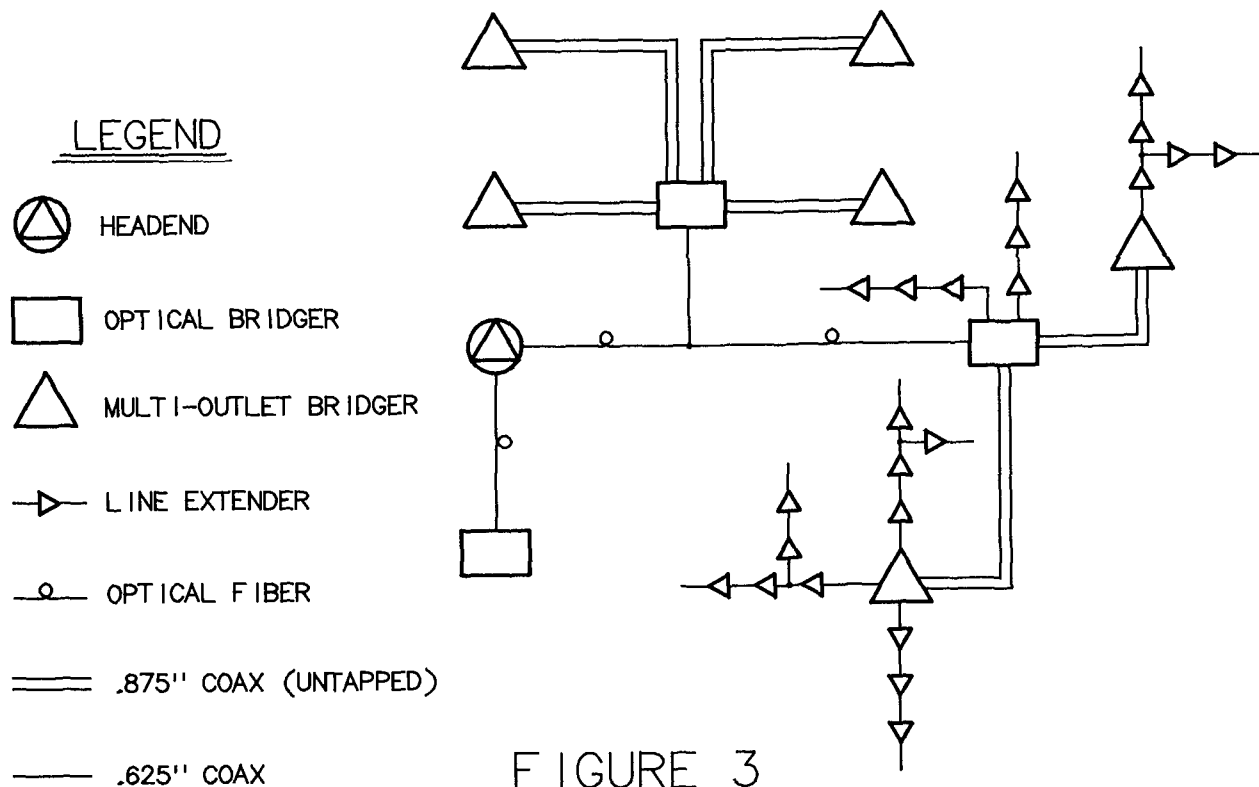 LEGEND
HEADEND
OPTICAL BRIDGER
MULTI-OUTLET BRIDGER
LINE EXTENDER
OPTICAL FIBER
.875" COAX (UNTAPPED)
.625" COAX
FIGURE 3